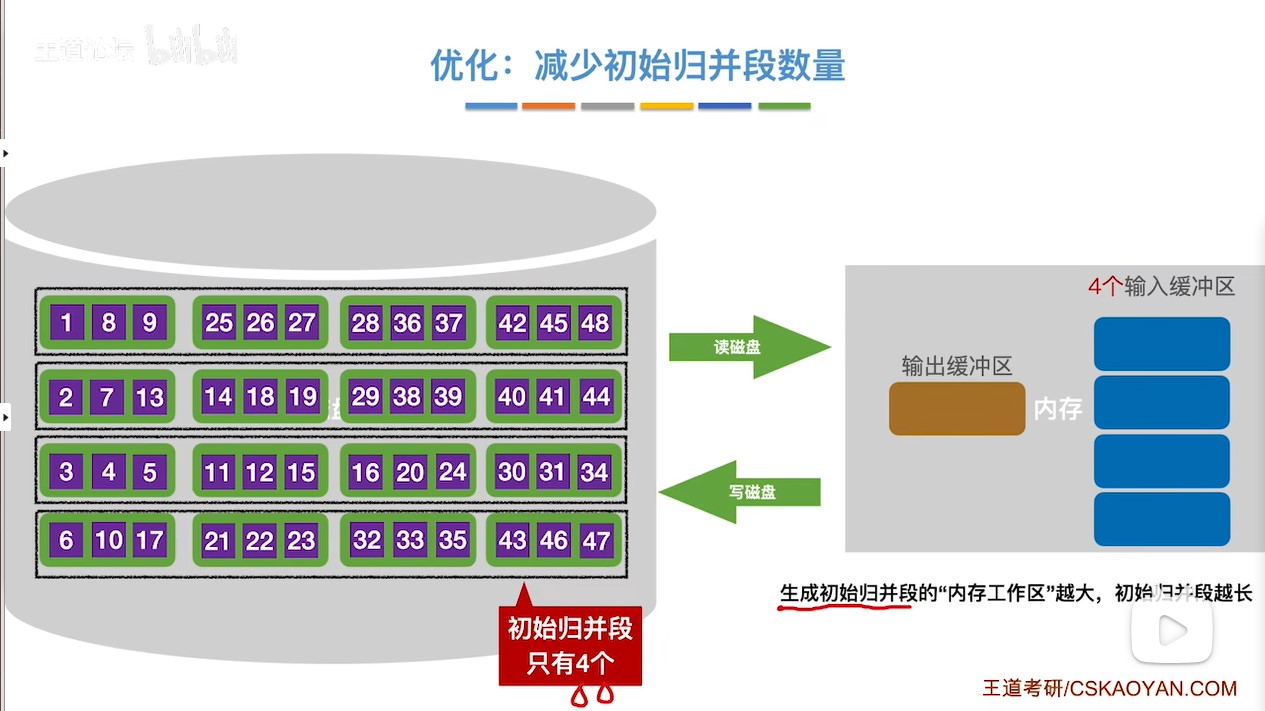 王道论坛 bilibili
优化：减少初始归并段数量
4个输入缓冲区
1 8 9 25 26 27 28 36 37 42 45 48
读磁盘
输出缓冲区
2 7 13 14 18 19 29 38 39 40 41 44
内存
3 4 5 11 12 15 16 20 24 30 31 34
写磁盘
6 10 17 21 22 23 32 33 35 43 46 47
生成初始归并段的“内存工作区”越大，初始归并段越长
初始归并段
只有4个
王道考研/CSKAOYAN.COM